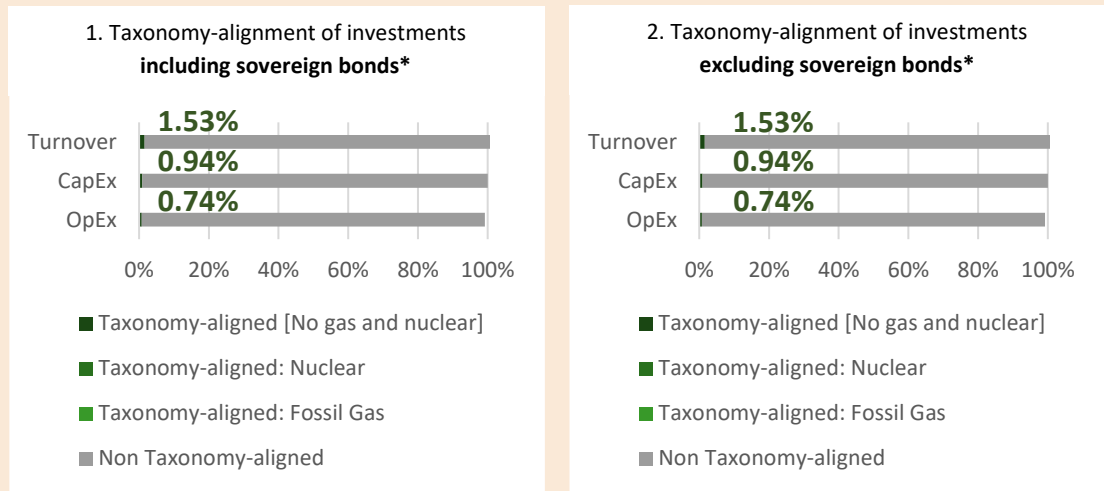 1. Taxonomy-alignment of investments
including sovereign bonds*
1.53%
Turnover
0.94%
CapEx
0.74%
OpEx
0% 20% 40% 60% 80% 100%
Taxonomy-aligned [No gas and nuclear]
Taxonomy-aligned: Nuclear
Taxonomy-aligned: Fossil Gas
Non Taxonomy-aligned
2. Taxonomy-alignment of investments
excluding sovereign bonds*
1.53%
Turnover
0.94%
CapEx
0.74%
OpEx
0% 20% 40% 60% 80% 100%
Taxonomy-aligned [No gas and nuclear]
Taxonomy-aligned: Nuclear
Taxonomy-aligned: Fossil Gas
Non Taxonomy-aligned